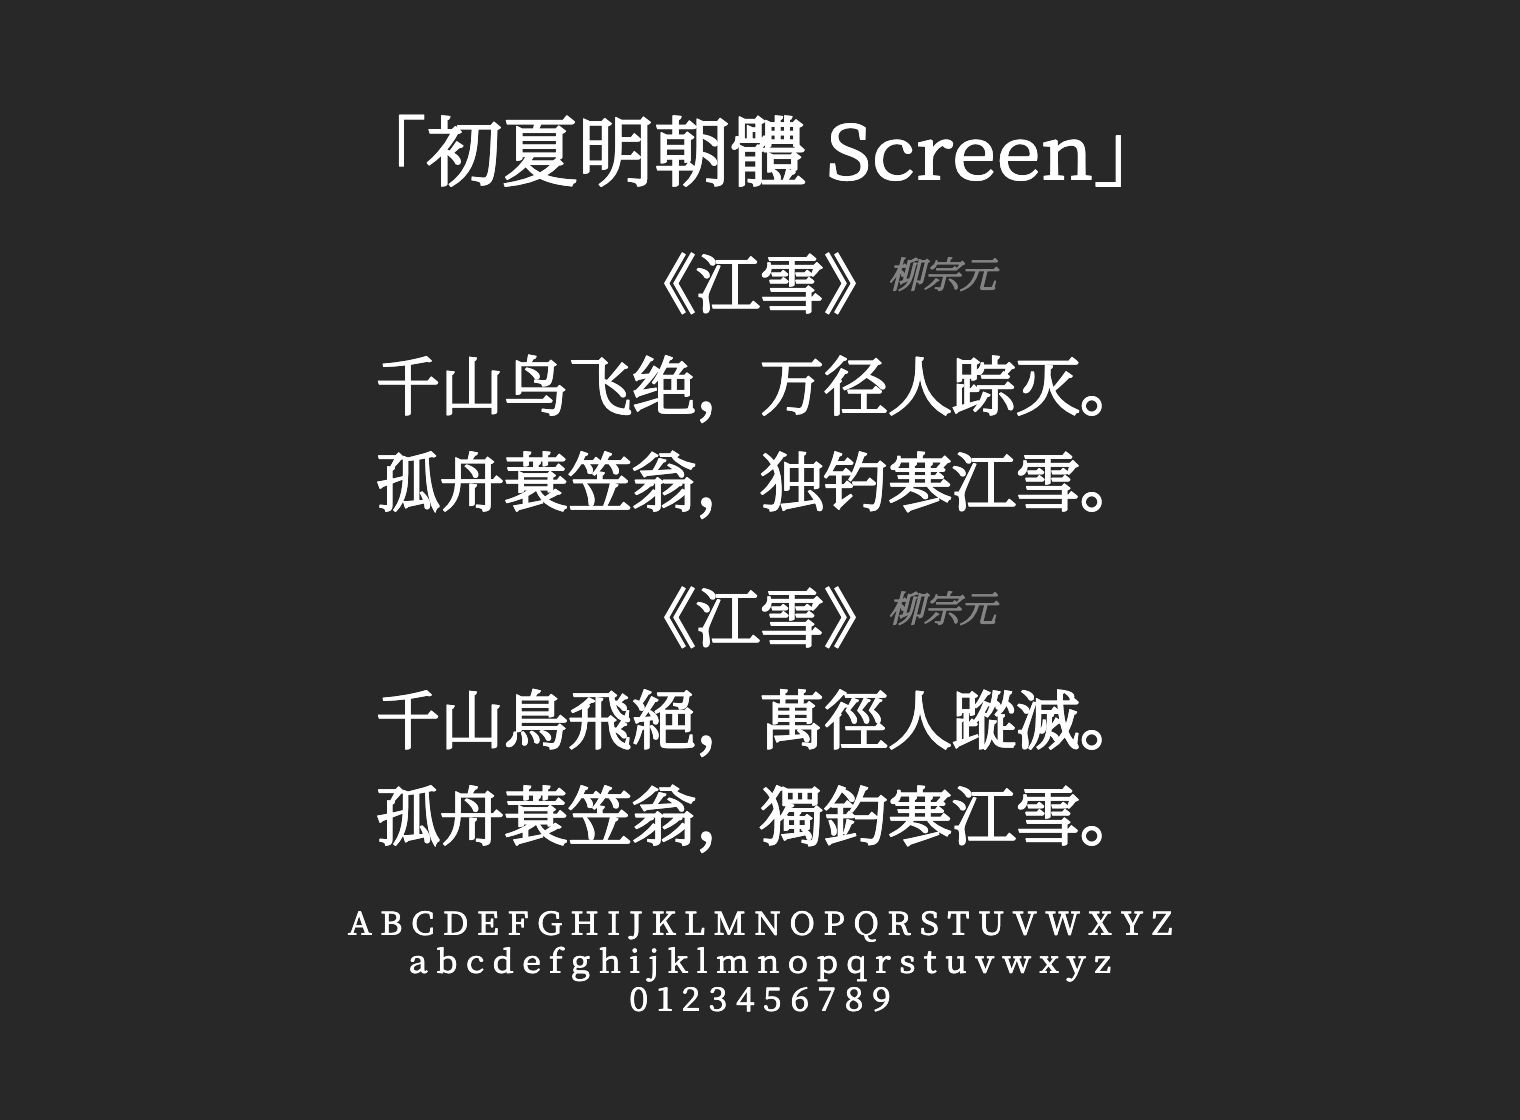 「初夏明朝體 Screen」
《江雪》 柳宗元
千山鸟飞绝，万径人踪灭。
孤舟蓑笠翁，独钓寒江雪。
《江雪》 柳宗元
千山鳥飛絕，萬徑人蹤滅。
孤舟蓑笠翁，獨釣寒江雪。
A B C D E F G H I J K L M N O P Q R S T U V W X Y Z
a b c d e f g h i j k l m n o p q r s t u v w x y z
0 1 2 3 4 5 6 7 8 9